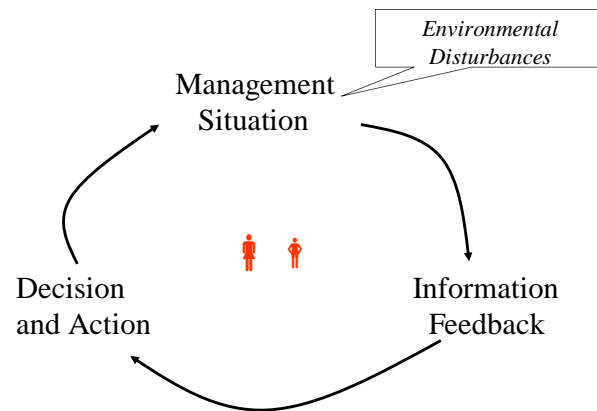 Environmental
Disturbances
Management
Situation
Decision
and Action
Information
Feedback